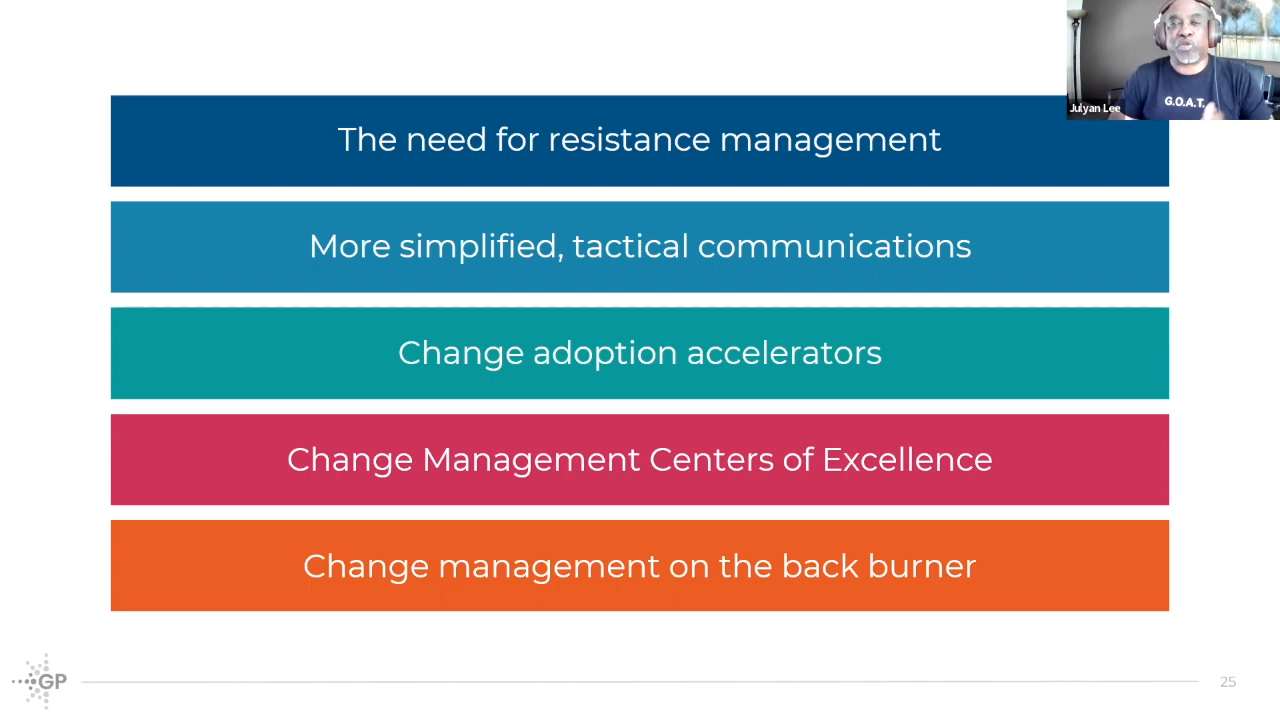 Julyan Lee
G.O.A.T.
The need for resistance management
More simplified, tactical communications
Change adoption accelerators
Change Management Centers of Excellence
Change management on the back burner
GP
25